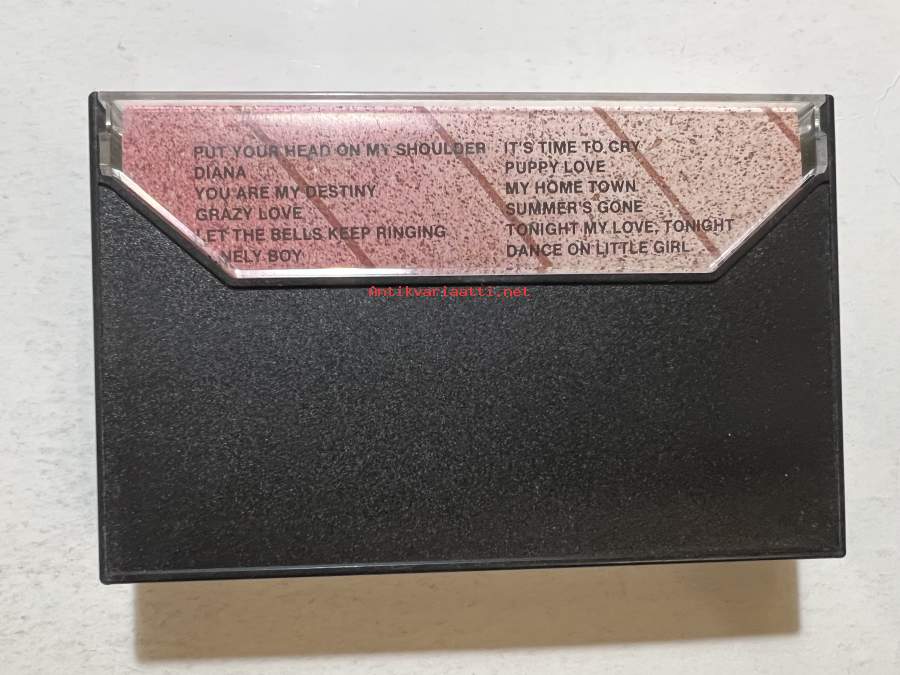 PUT YOUR HEAD ON MY SHOULDER
DIANA
YOU ARE MY DESTINY
GRAZY LOVE
LET THE BELLS KEEP RINGING
NELY BOY
IT'S TIME TO CRY
PUPPY LOVE
MY HOME TOWN
SUMMER'S GONE
TONIGHT MY LOVE, TONIGHT
DANCE ON LITTLE GIRL
Antikvariaatti.net